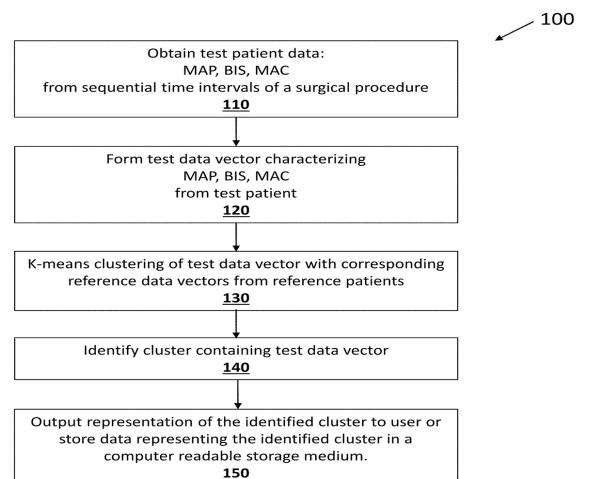 100
Obtain test patient data:
MAP, BIS, MAC
from sequential time intervals of a surgical procedure
110
Form test data vector characterizing
MAP, BIS, MAC
from test patient
120
K-means clustering of test data vector with corresponding
reference data vectors from reference patients
130
Identify cluster containing test data vector
140
Output representation of the identified cluster to user or
store data representing the identified cluster in a
computer readable storage medium.
150